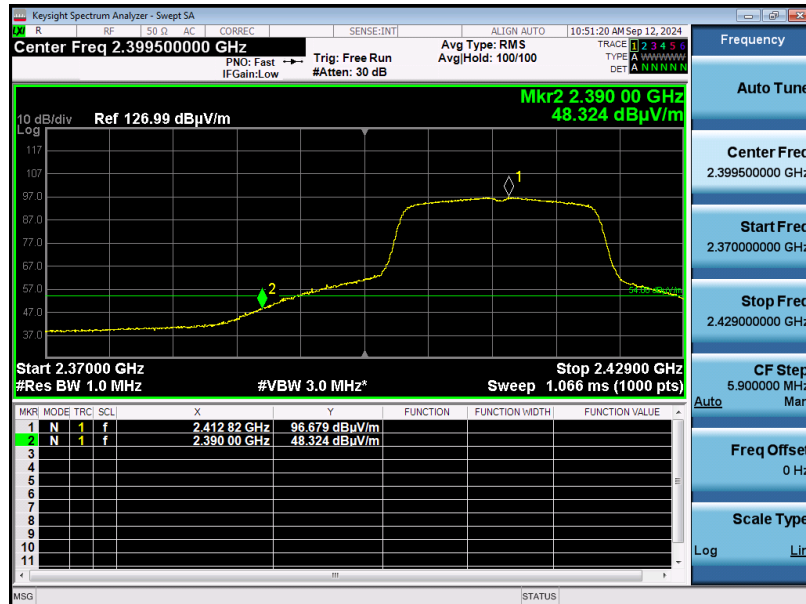 Keysight Spectrum Analyzer - Swept SA
R RF 50 Ω AC CORREC SENSE:INT ALIGN AUTO 10:51:20 AM Sep 12, 2024
Center Freq 2.399500000 GHz
PNO: Fast
IFGain:Low
Trig: Free Run
#Atten: 30 dB
Avg Type: RMS
Avg|Hold: 100/100
TRACE 1 2 3 4 5 6
TYPE A WWWWW
DET A N N N N N
Mkr2 2.390 00 GHz
48.324 dBµV/m
10 dB/div Ref 126.99 dBµV/m
Log
117
107
97.0
87.0
77.0
67.0
57.0
47.0
37.0
1
2
54.00 dBµV/m
Start 2.37000 GHz Stop 2.42900 GHz
#Res BW 1.0 MHz #VBW 3.0 MHz* Sweep 1.066 ms (1000 pts)
MKR MODE TRC SCL X Y FUNCTION FUNCTION WIDTH FUNCTION VALUE
1 N 1 f 2.412 82 GHz 96.679 dBµV/m
2 N 1 f 2.390 00 GHz 48.324 dBµV/m
3
4
5
6
7
8
9
10
11
MSG STATUS
Frequency
Auto Tune
Center Freq
2.399500000 GHz
Start Freq
2.370000000 GHz
Stop Freq
2.429000000 GHz
CF Step
5.900000 MHz
Auto Man
Freq Offset
0 Hz
Scale Type
Log Lin